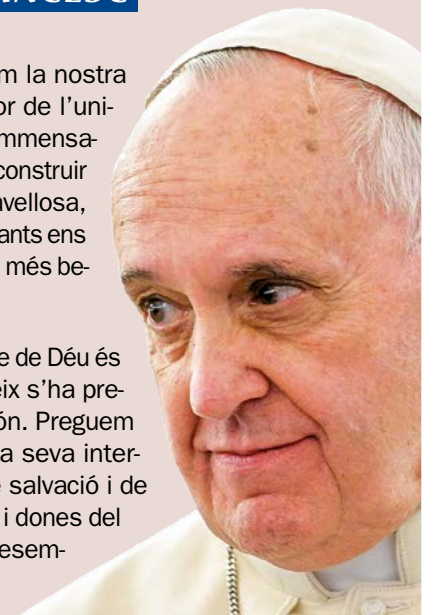 m la nostra
or de l’uni-
mmensa-
construir
avellosa,
ants ens
més be-
e de Déu és
eix s’ha pre-
ón. Preguem
a seva inter-
e salvació i de
i dones del
esem-